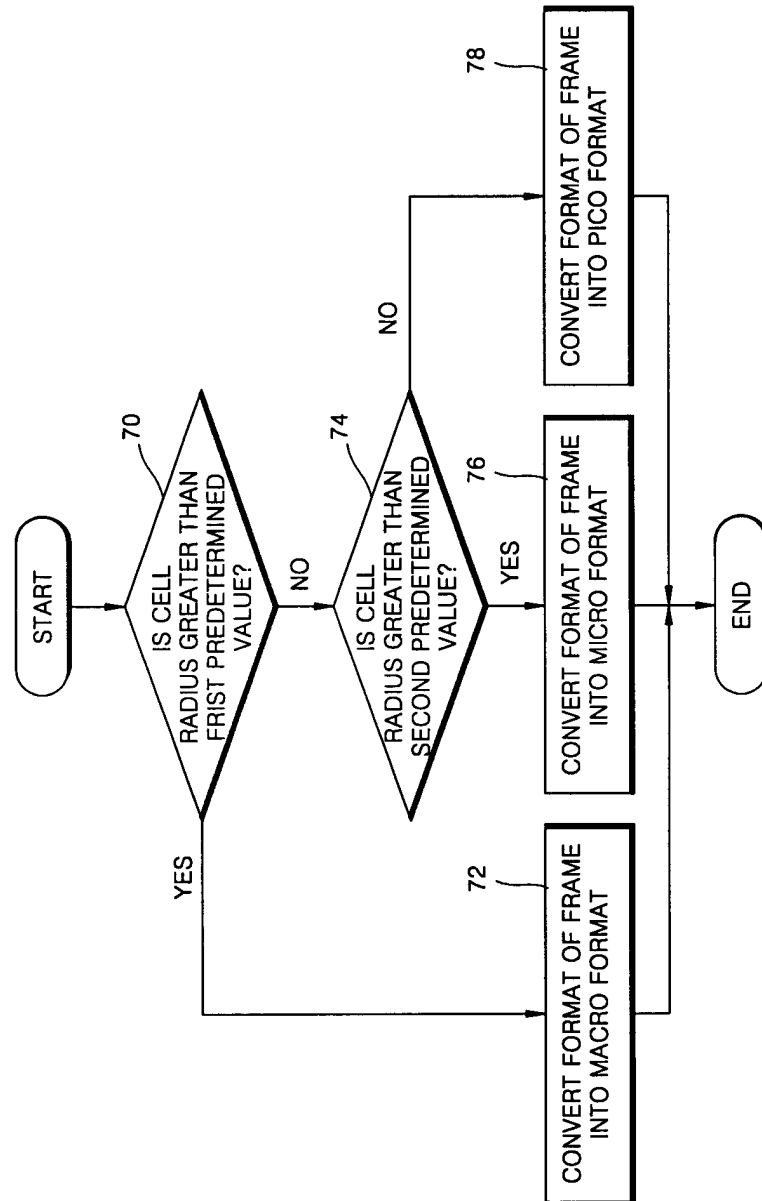 START
70
IS CELL
RADIUS GREATER THAN
FRIST PREDETERMINED
VALUE?
YES
NO
74
IS CELL
RADIUS GREATER THAN
SECOND PREDETERMINED
VALUE?
NO
YES
72
CONVERT FORMAT OF FRAME
INTO MACRO FORMAT
76
CONVERT FORMAT OF FRAME
INTO MICRO FORMAT
78
CONVERT FORMAT OF FRAME
INTO PICO FORMAT
END